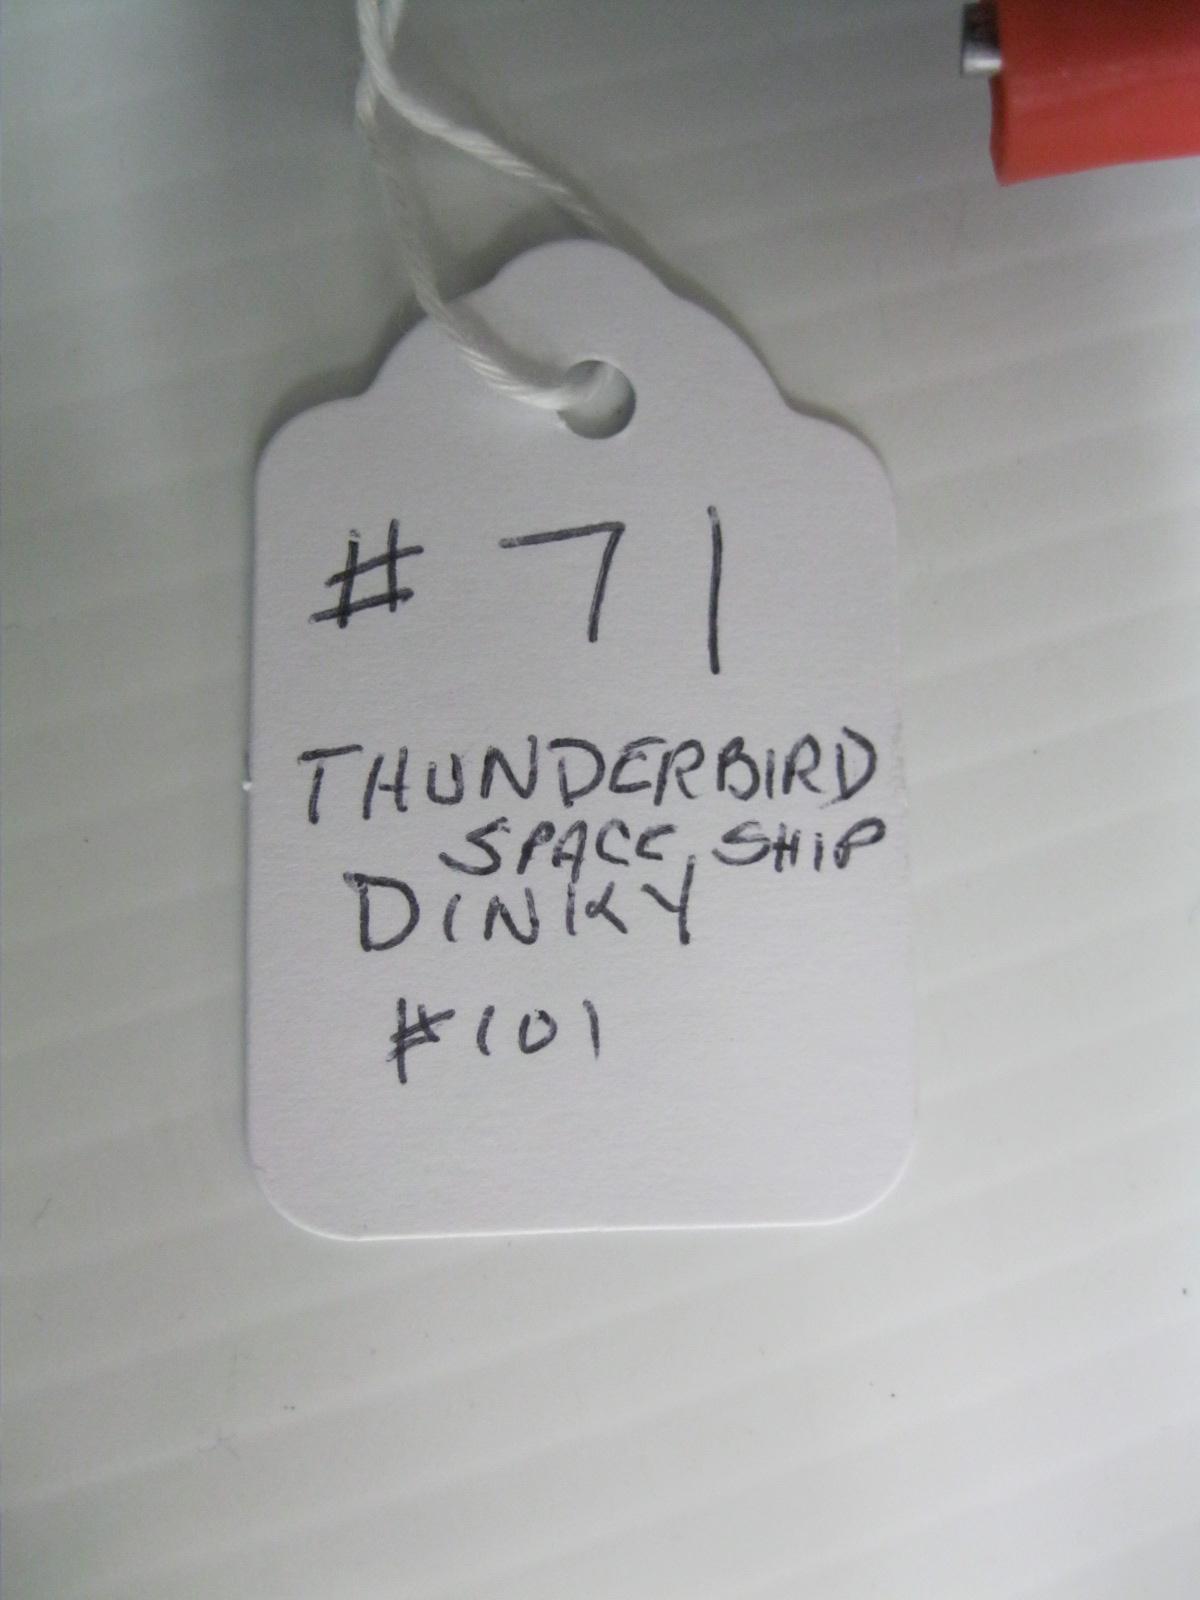 # 71
THUNDERBIRD
SPACE SHIP
DINKY
#101